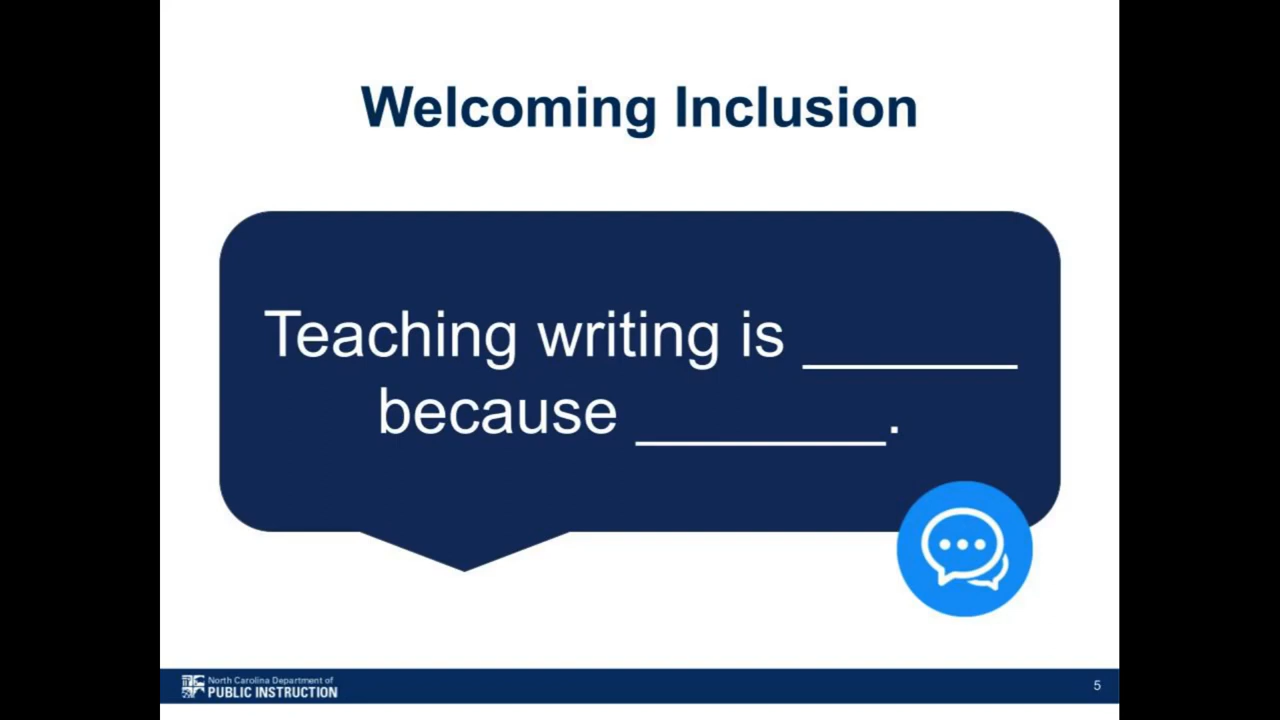 Welcoming Inclusion
Teaching writing is _______
because ________.
North Carolina Department of
PUBLIC INSTRUCTION
5